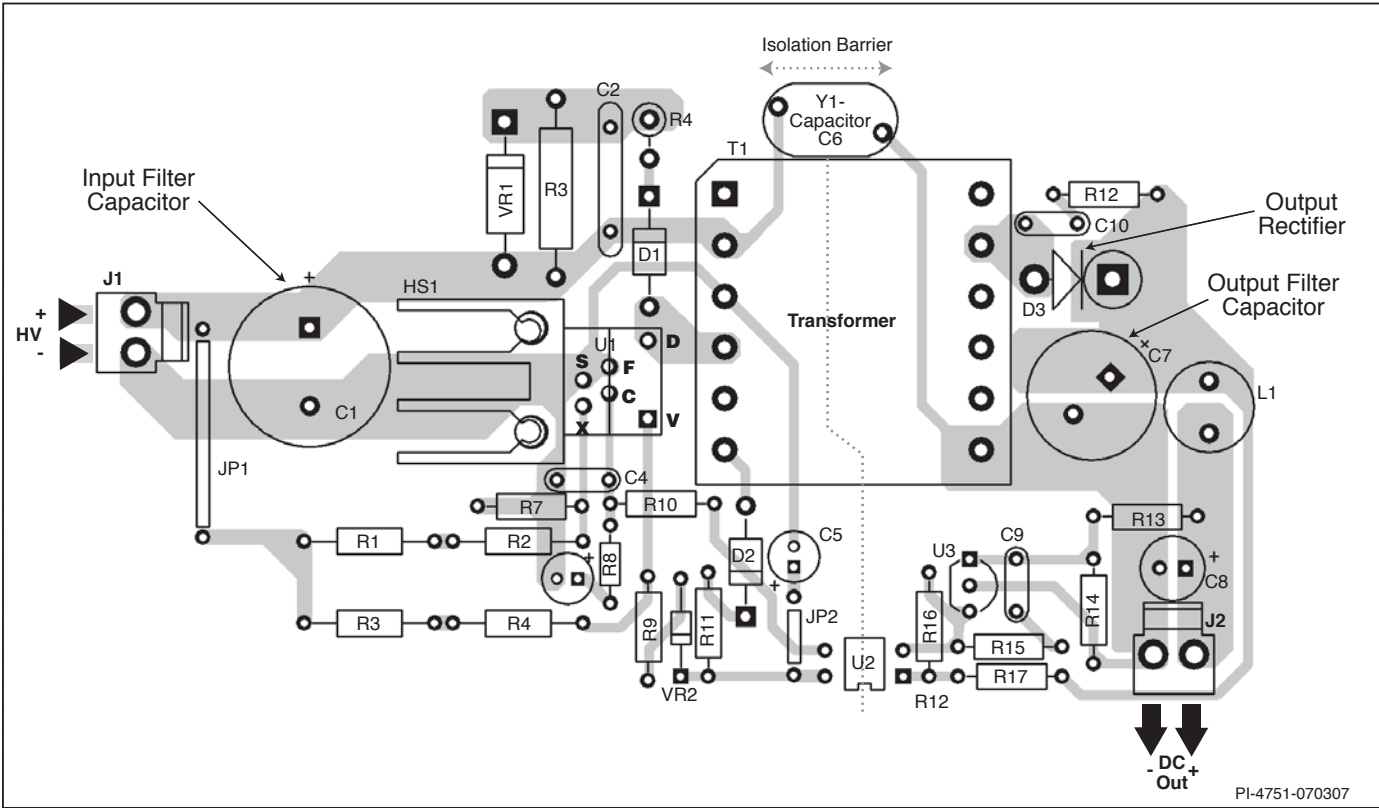 Isolation Barrier
C2
Y1-
Capacitor
C6
R4
T1
Input Filter
Capacitor
VR1
R3
R12
C10
Output
Rectifier
D1
J1
+
HS1
D3
Output Filter
Capacitor
+
HV
-
Transformer
U1
D
S
F
C
X
V
+
C7
C1
L1
JP1
C4
R7
R10
R13
R1
R2
+
R8
D2
C5
+
U3
C9
+
C8
R14
R3
R4
R9
R11
JP2
R16
J2
U2
R15
R17
VR2
R12
- DC +
Out
PI-4751-070307